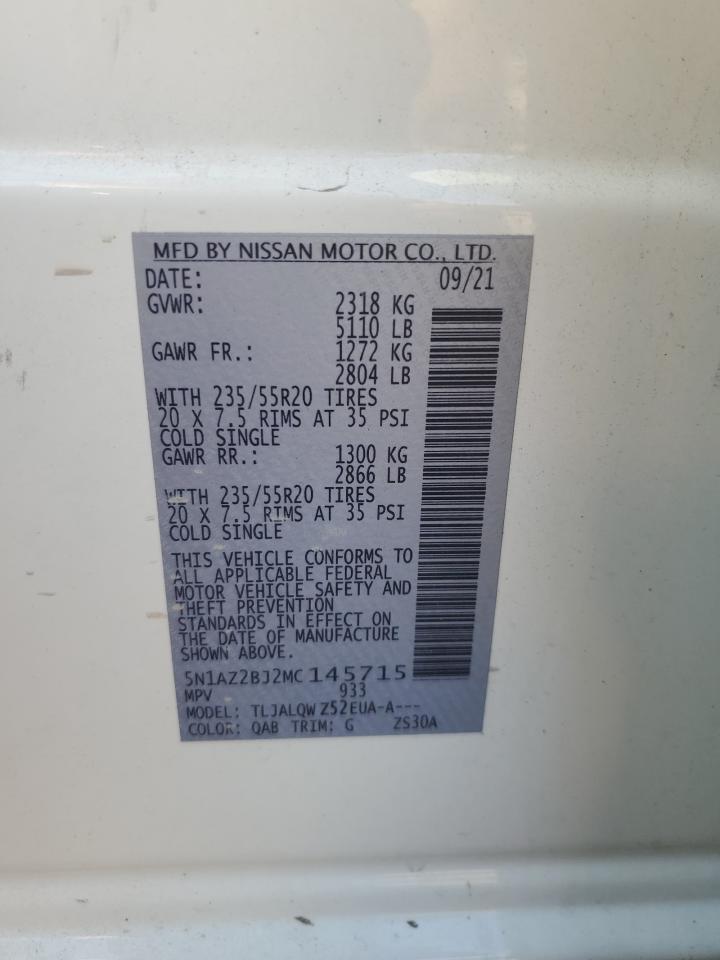 MFD BY NISSAN MOTOR CO., LTD.
DATE: 09/21
GVWR: 2318 KG
5110 LB
GAWR FR.: 1272 KG
2804 LB
WITH 235/55R20 TIRES
20 X 7.5 RIMS AT 35 PSI
COLD SINGLE
GAWR RR.: 1300 KG
2866 LB
WITH 235/55R20 TIRES
20 X 7.5 RIMS AT 35 PSI
COLD SINGLE
THIS VEHICLE CONFORMS TO
ALL APPLICABLE FEDERAL
MOTOR VEHICLE SAFETY AND
THEFT PREVENTION
STANDARDS IN EFFECT ON
THE DATE OF MANUFACTURE
SHOWN ABOVE.
5N1AZ2BJ2MC145715
MPV 933
MODEL: TLJALQW Z52EUA-A---
COLOR: QAB TRIM: G ZS30A